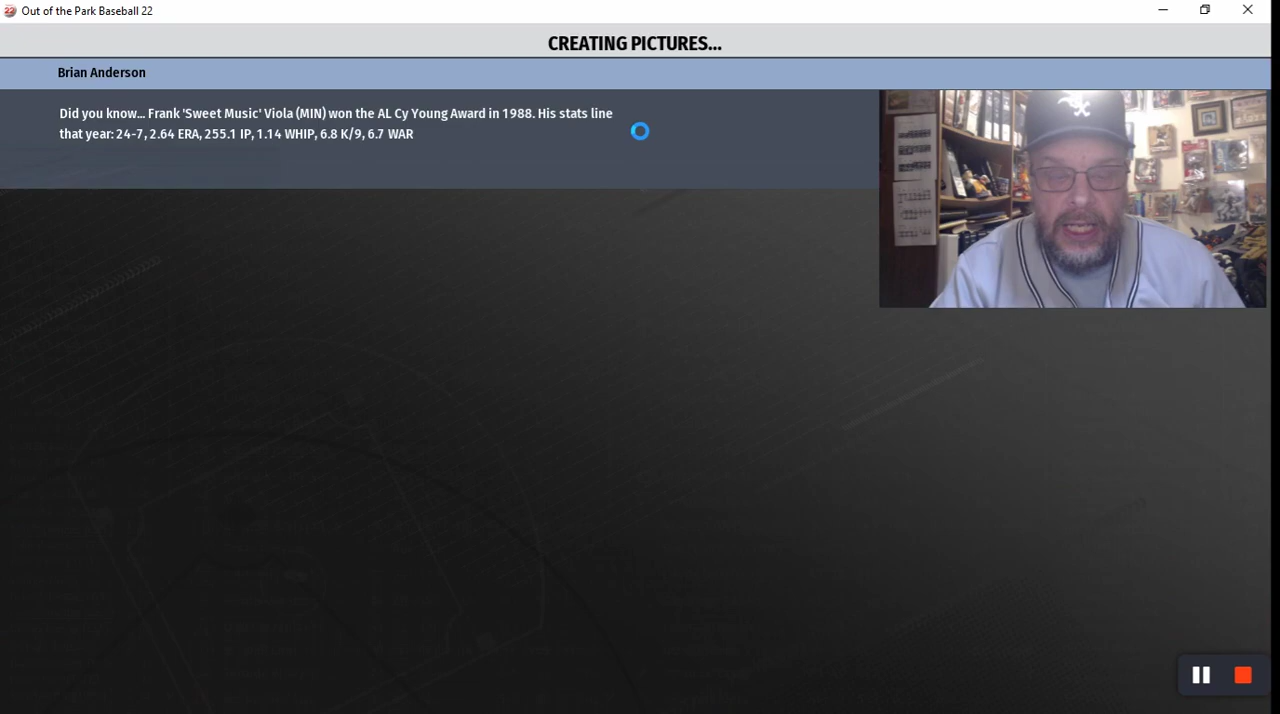 Out of the Park Baseball 22
CREATING PICTURES...
Brian Anderson
Did you know... Frank 'Sweet Music' Viola (MIN) won the AL Cy Young Award in 1988. His stats line
that year: 24-7, 2.64 ERA, 255.1 IP, 1.14 WHIP, 6.8 K/9, 6.7 WAR